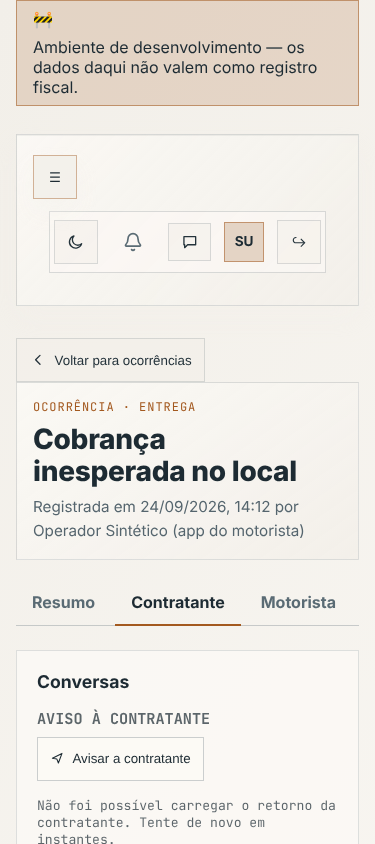 Ambiente de desenvolvimento — os
dados daqui não valem como registro
fiscal.
SU
Voltar para ocorrências
OCORRÊNCIA · ENTREGA
Cobrança
inesperada no local
Registrada em 24/09/2026, 14:12 por
Operador Sintético (app do motorista)
Resumo Contratante Motorista
Conversas
AVISO À CONTRATANTE
Avisar a contratante
Não foi possível carregar o retorno da
contratante. Tente de novo em
instantes.